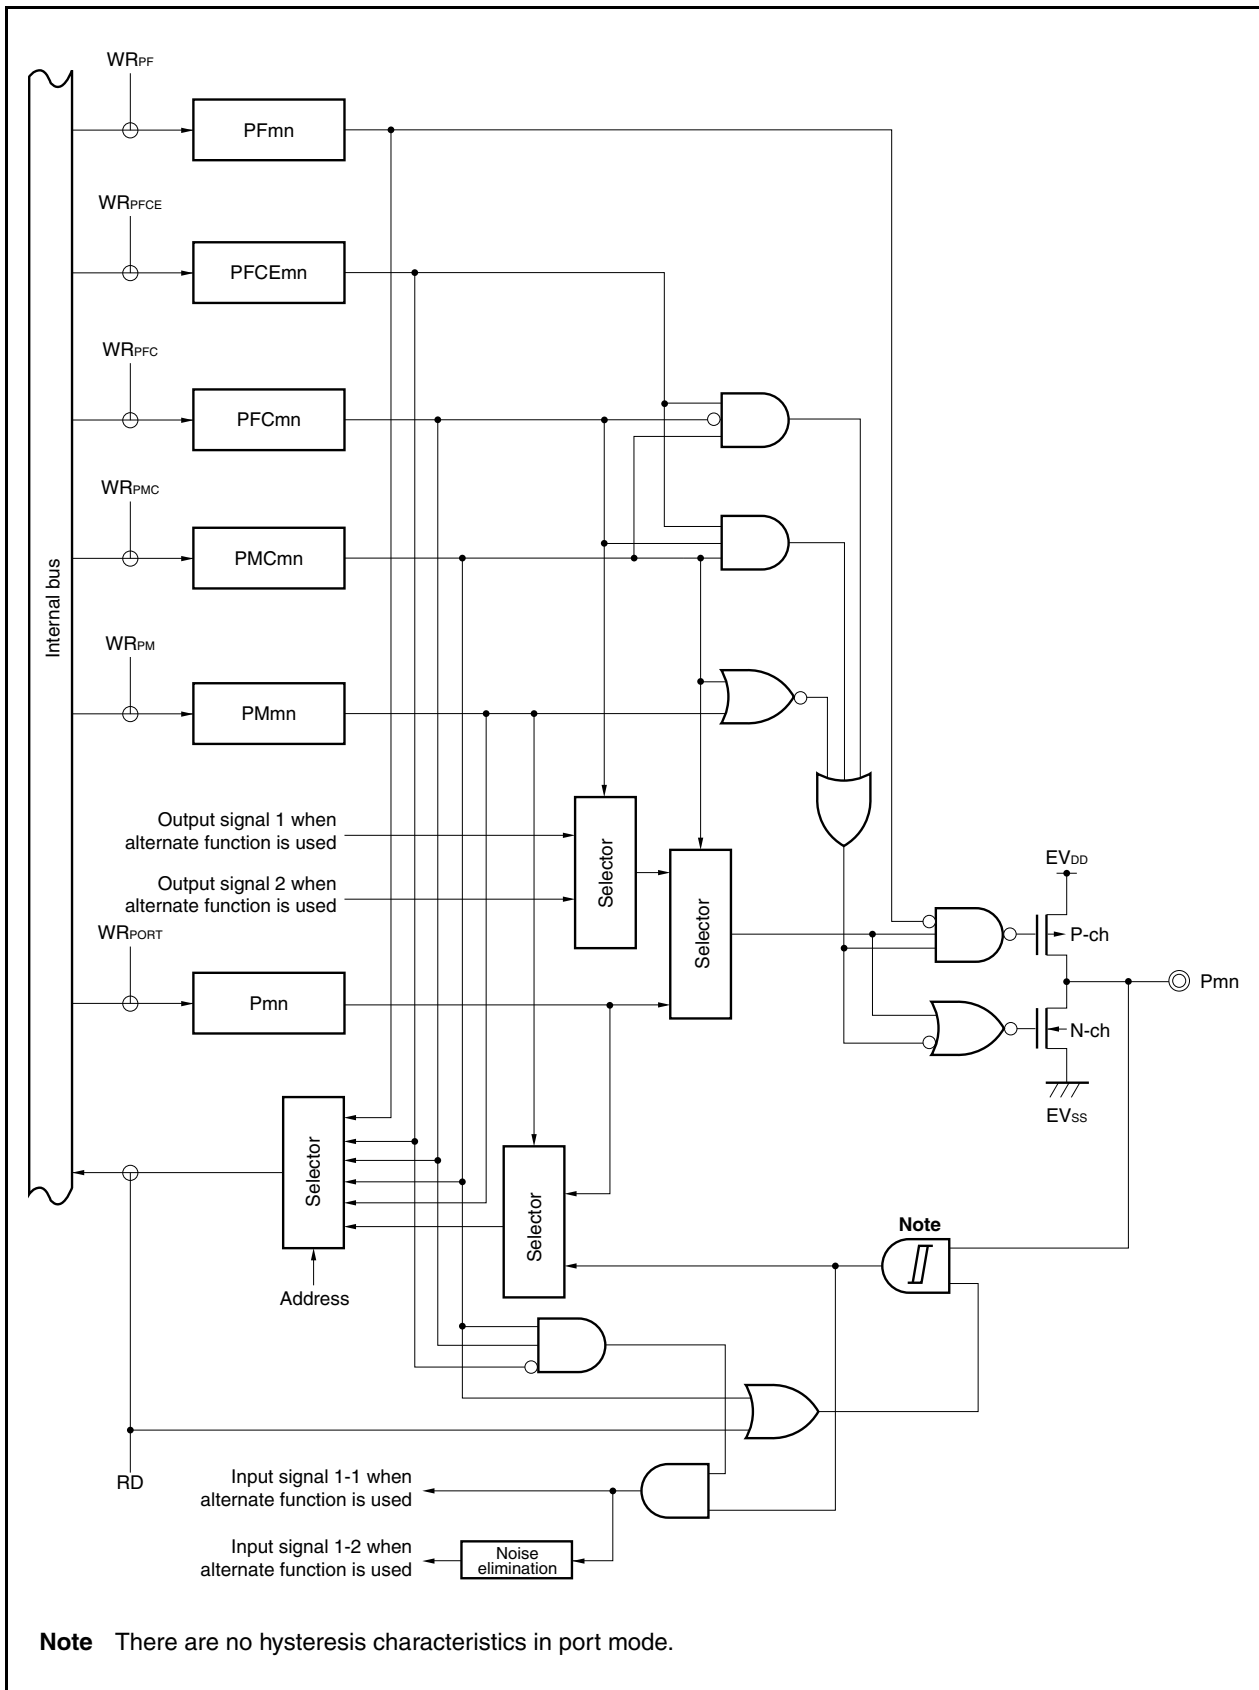 WRPF
PFmn
WRPFCE
PFCEmn
WRPFC
PFCmn
WRPMC
PMCmn
Internal bus
WRPM
PMmn
Output signal 1 when
alternate function is used
Output signal 2 when
alternate function is used
Selector
Selector
WRPORT
Pmn
EVDD
P-ch
Pmn
N-ch
EVSS
Selector
Selector
Address
Note
RD
Input signal 1-1 when
alternate function is used
Input signal 1-2 when
alternate function is used
Noise
elimination
Note There are no hysteresis characteristics in port mode.